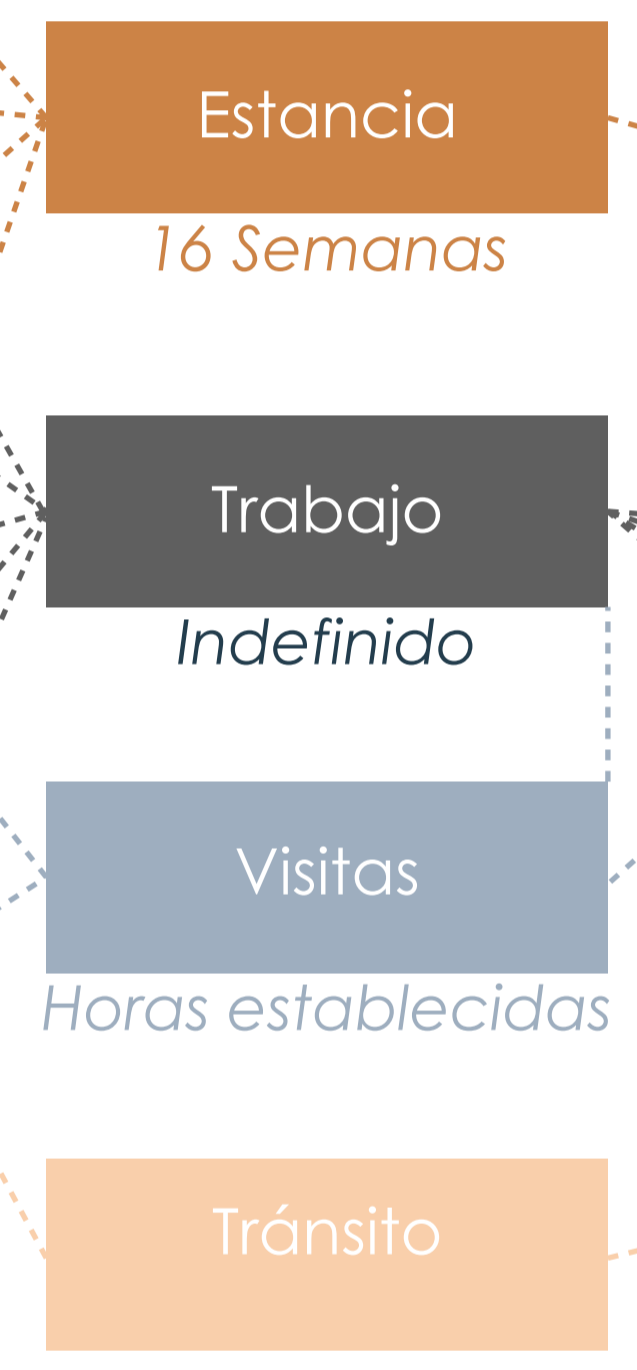 Estancia
16 Semanas
Trabajo
Indefinido
Visitas
Horas establecidas
Tránsito